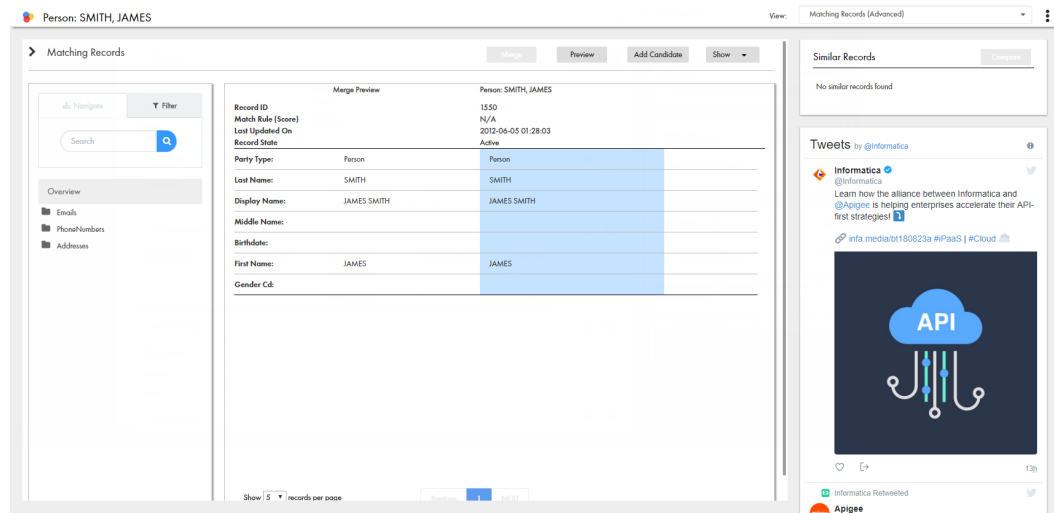 Person: SMITH, JAMES
View:
Matching Records (Advanced)
Matching Records
Merge
Preview
Add Candidate
Show
Navigate
Filter
Search
Overview
Emails
PhoneNumbers
Addresses
Merge Preview Person: SMITH, JAMES
Record ID 1550
Match Rule (Score) N/A
Last Updated On 2012-06-05 01:28:03
Record State Active
Party Type: Person Person
Last Name: SMITH SMITH
Display Name: JAMES SMITH JAMES SMITH
Middle Name:
Birthdate:
First Name: JAMES JAMES
Gender Cd:
Show 5 records per page
Previous 1 NEXT
Similar Records
Compare
No similar records found
Tweets by @Informatica
Informatica
@Informatica
Learn how the alliance between Informatica and
@Apigee is helping enterprises accelerate their API-
first strategies!
infa.media/bt180823a #iPaaS | #Cloud
API
13h
Informatica Retweeted
Apigee